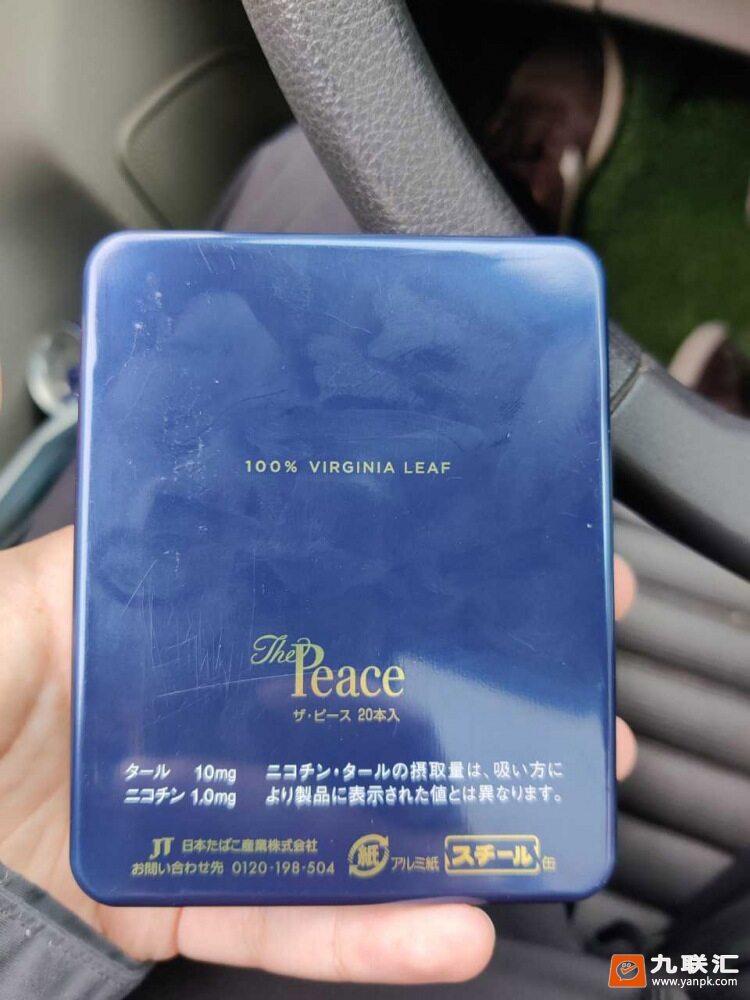 100% VIRGINIA LEAF
The Peace
ザ・ピース 20本入
タール 10mg ニコチン・タールの摂取量は、吸い方に
ニコチン 1.0mg より製品に表示された値とは異なります。
JT 日本たばこ産業株式会社
お問い合わせ先 0120-198-504
紙 アルミ紙 スチール 缶
九联汇
www.yanpk.com